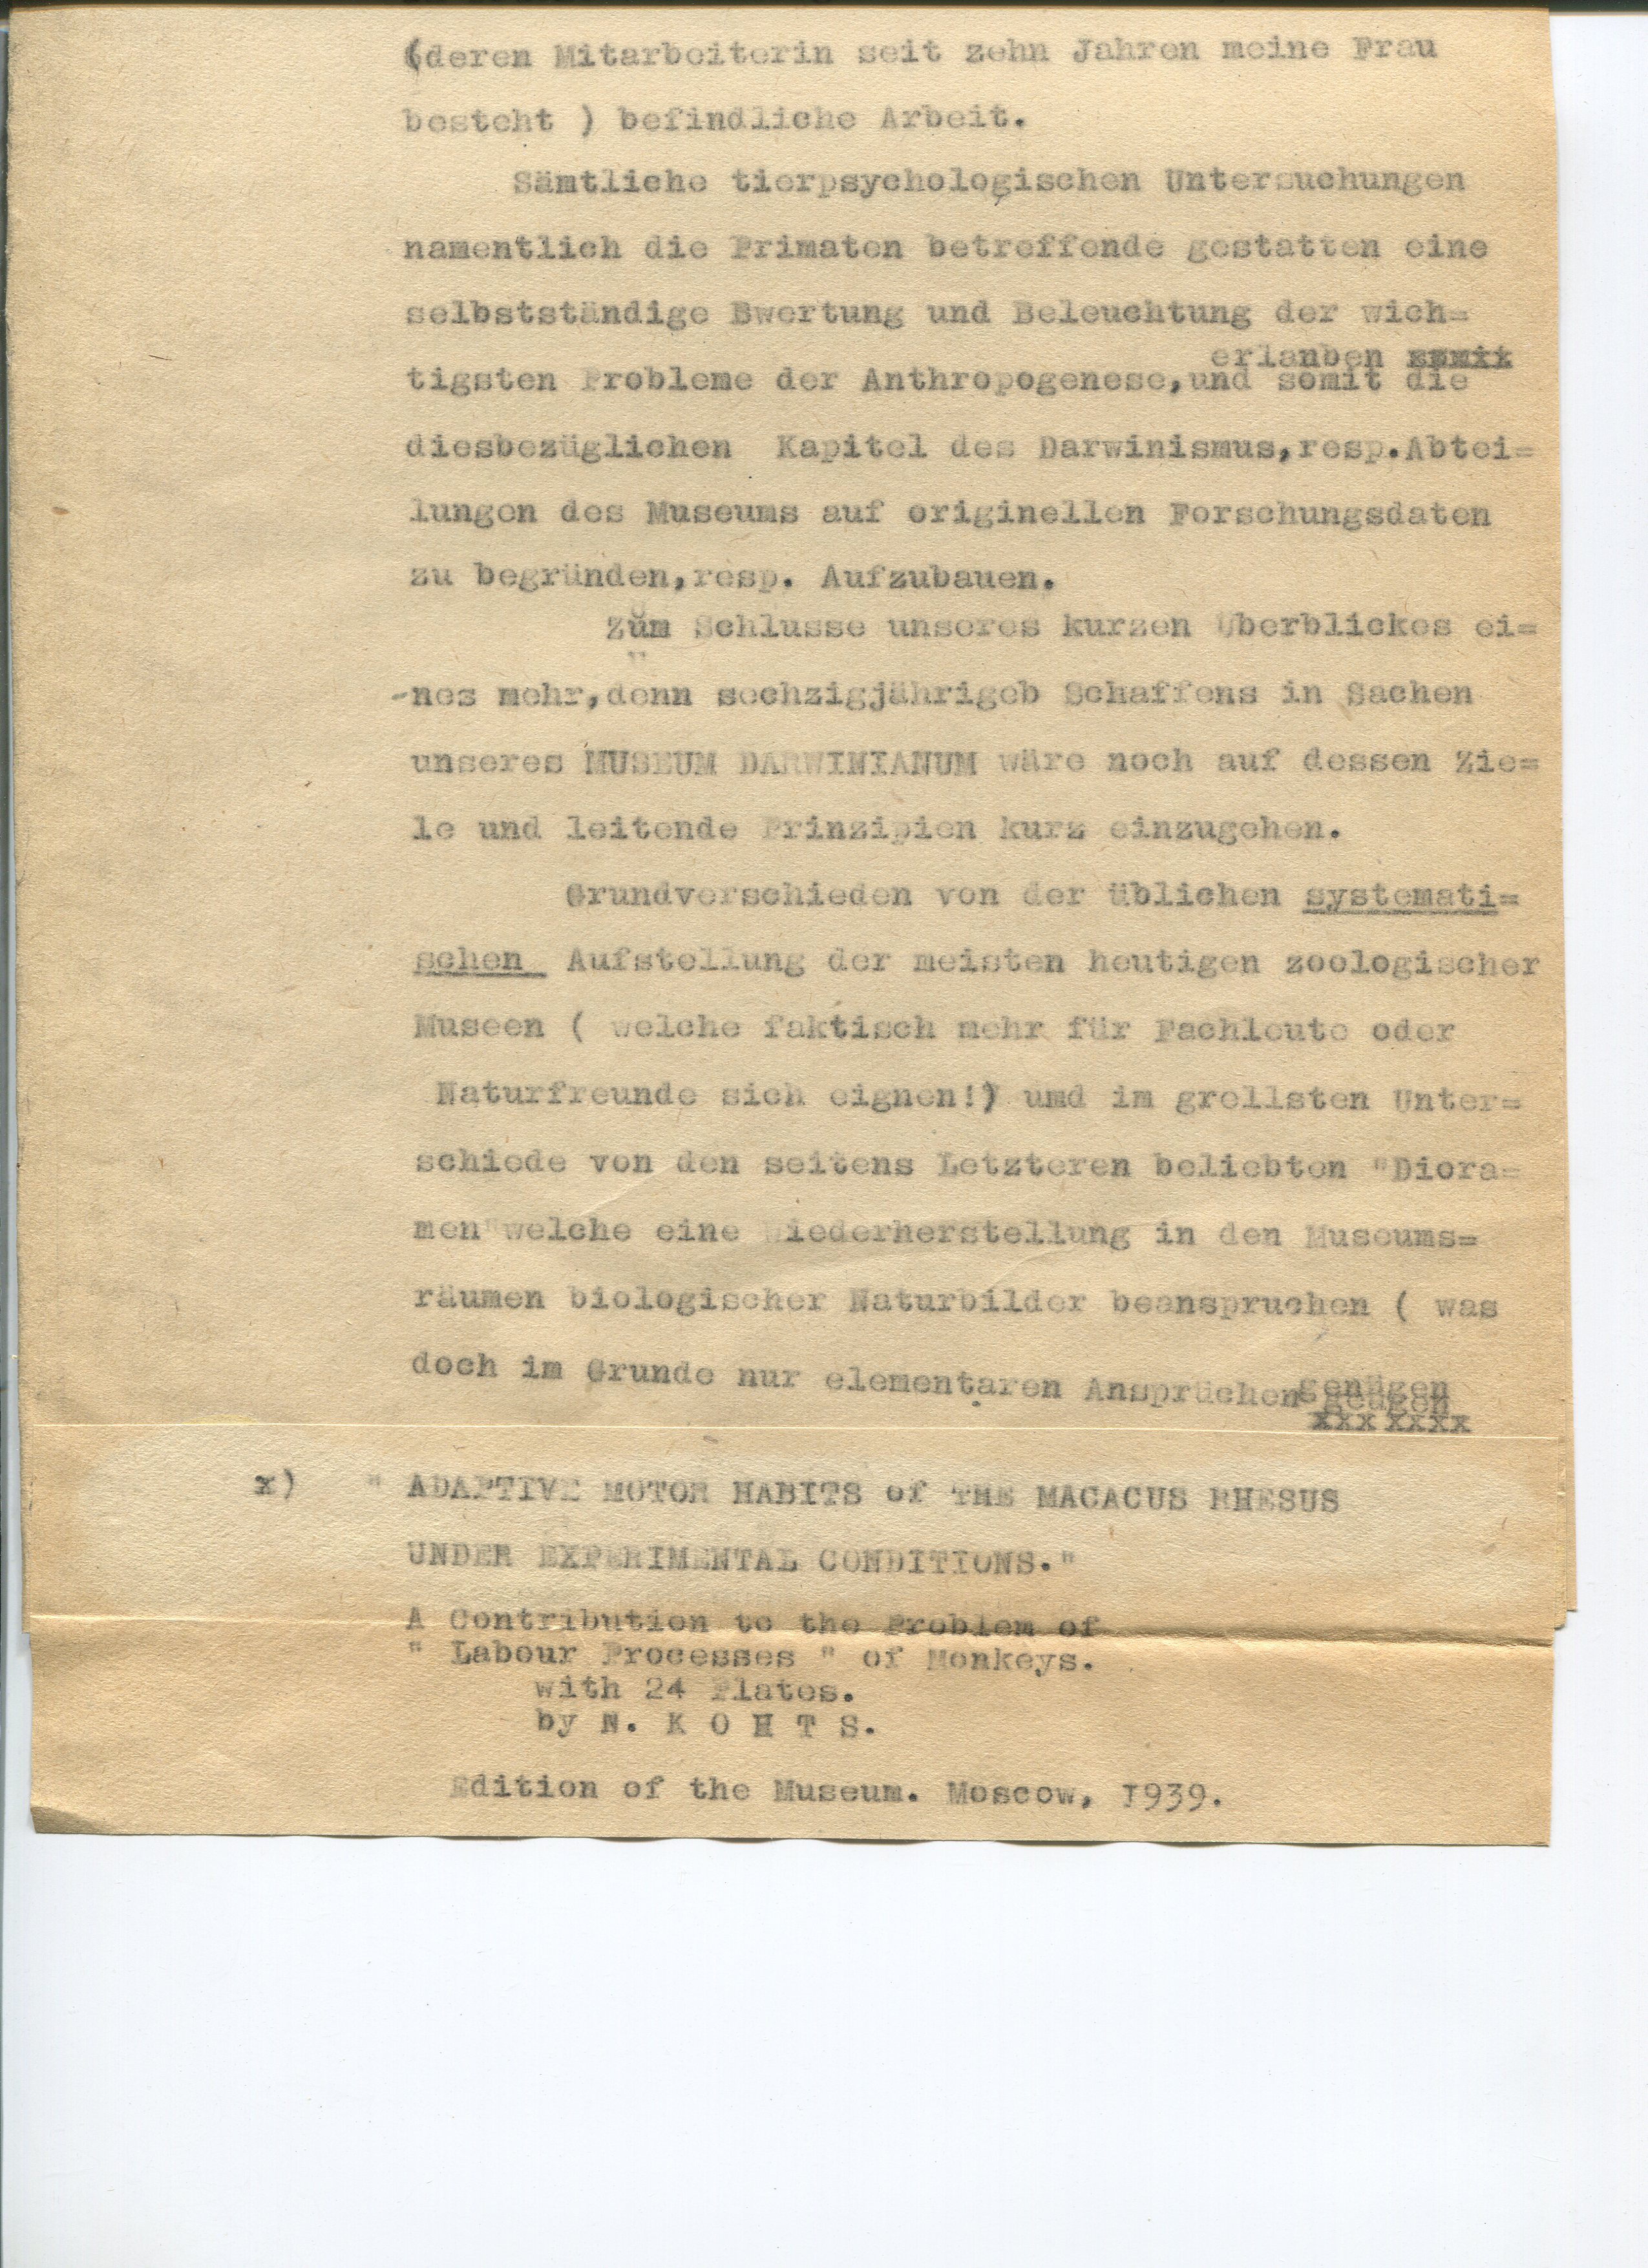 (deren Mitarbeiterin seit zehn Jahren meine Frau
besteht ) befindliche Arbeit.
Sämtliche tierpsychologischen Untersuchungen
namentlich die Primaten betreffende gestatten eine
selbstständige Bwertung und Beleuchtung der wich=
erlanben
tigsten Probleme der Anthropogenese,und somit die
diesbezüglichen Kapitel des Darwinismus,resp.Abtei=
lungen des Museums auf originellen Forschungsdaten
zu begründen,resp. Aufzubauen.
Zum Schlusse unseres kurzen Überblickes ei=
-nes mehr,denn sechzigjährigeb Schaffens in Sachen
unseres MUSEUM DARWINIANUM wäre noch auf dessen Zie=
le und leitende Prinzipien kurz einzugehen.
Grundverschieden von der üblichen systemati=
schen Aufstellung der meisten heutigen zoologischer
Museen ( welche faktisch mehr für Fachleute oder
Naturfreunde sich eignen!) umd im grellsten Unter=
schiede von den seitens Letzteren beliebten "Diora=
men"welche eine Wiederherstellung in den Museums=
räumen biologischer Naturbilder beanspruchen ( was
doch im Grunde nur elementaren Ansprüchen genügen
xxx xxxx
x) " ADAPTIVE MOTOR HABITS of THE MACACUS RHESUS
UNDER EXPERIMENTAL CONDITIONS."
A Contribution to the Problem of
" Labour Processes " of Monkeys.
with 24 Plates.
by N. K O H T S.
Edition of the Museum. Moscow, I939.